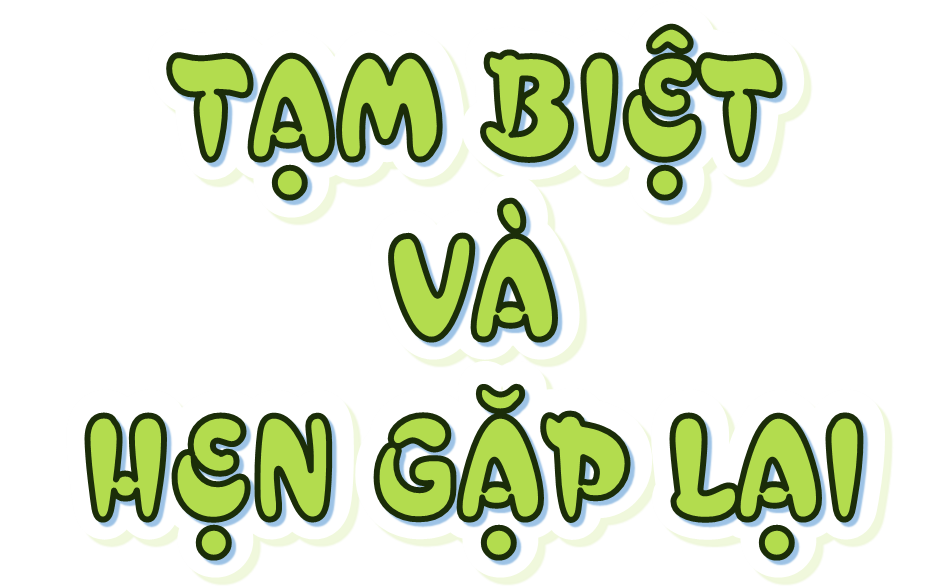 TẠM BIỆT
VÀ
HẸN GẶP LẠI